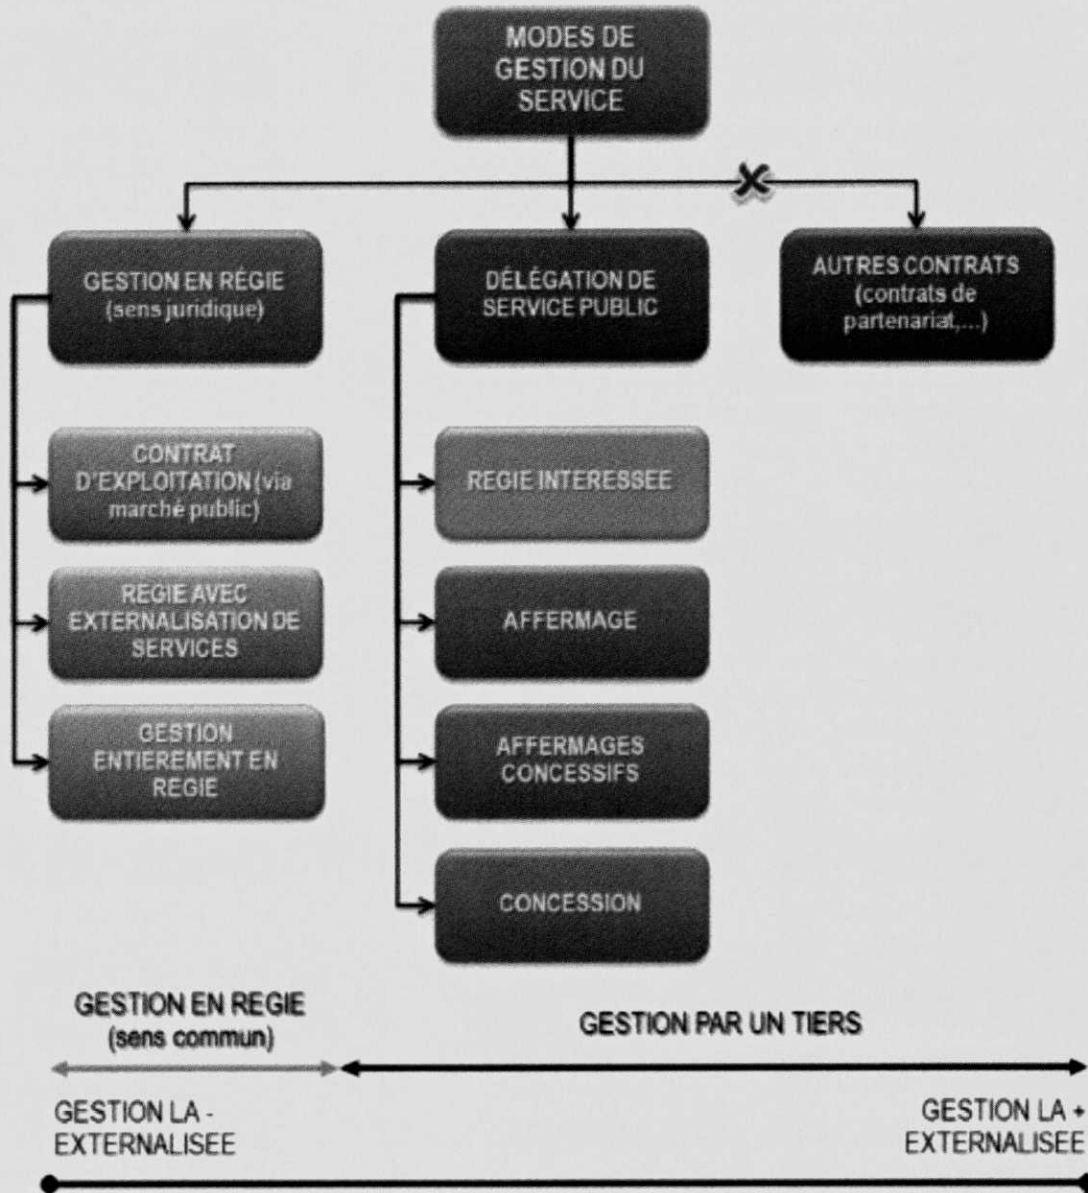 MODES DE
GESTION DU
SERVICE
GESTION EN RÉGIE
(sens juridique)
DÉLÉGATION DE
SERVICE PUBLIC
AUTRES CONTRATS
(contrats de
partenariat,...)
CONTRAT
D'EXPLOITATION (via
marché public)
REGIE INTERESSEE
REGIE AVEC
EXTERNALISATION DE
SERVICES
AFFERMAGE
GESTION
ENTIEREMENT EN
REGIE
AFFERMAGES
CONCESSIFS
CONCESSION
GESTION EN REGIE
(sens commun)
GESTION PAR UN TIERS
GESTION LA -
EXTERNALISEE
GESTION LA +
EXTERNALISEE